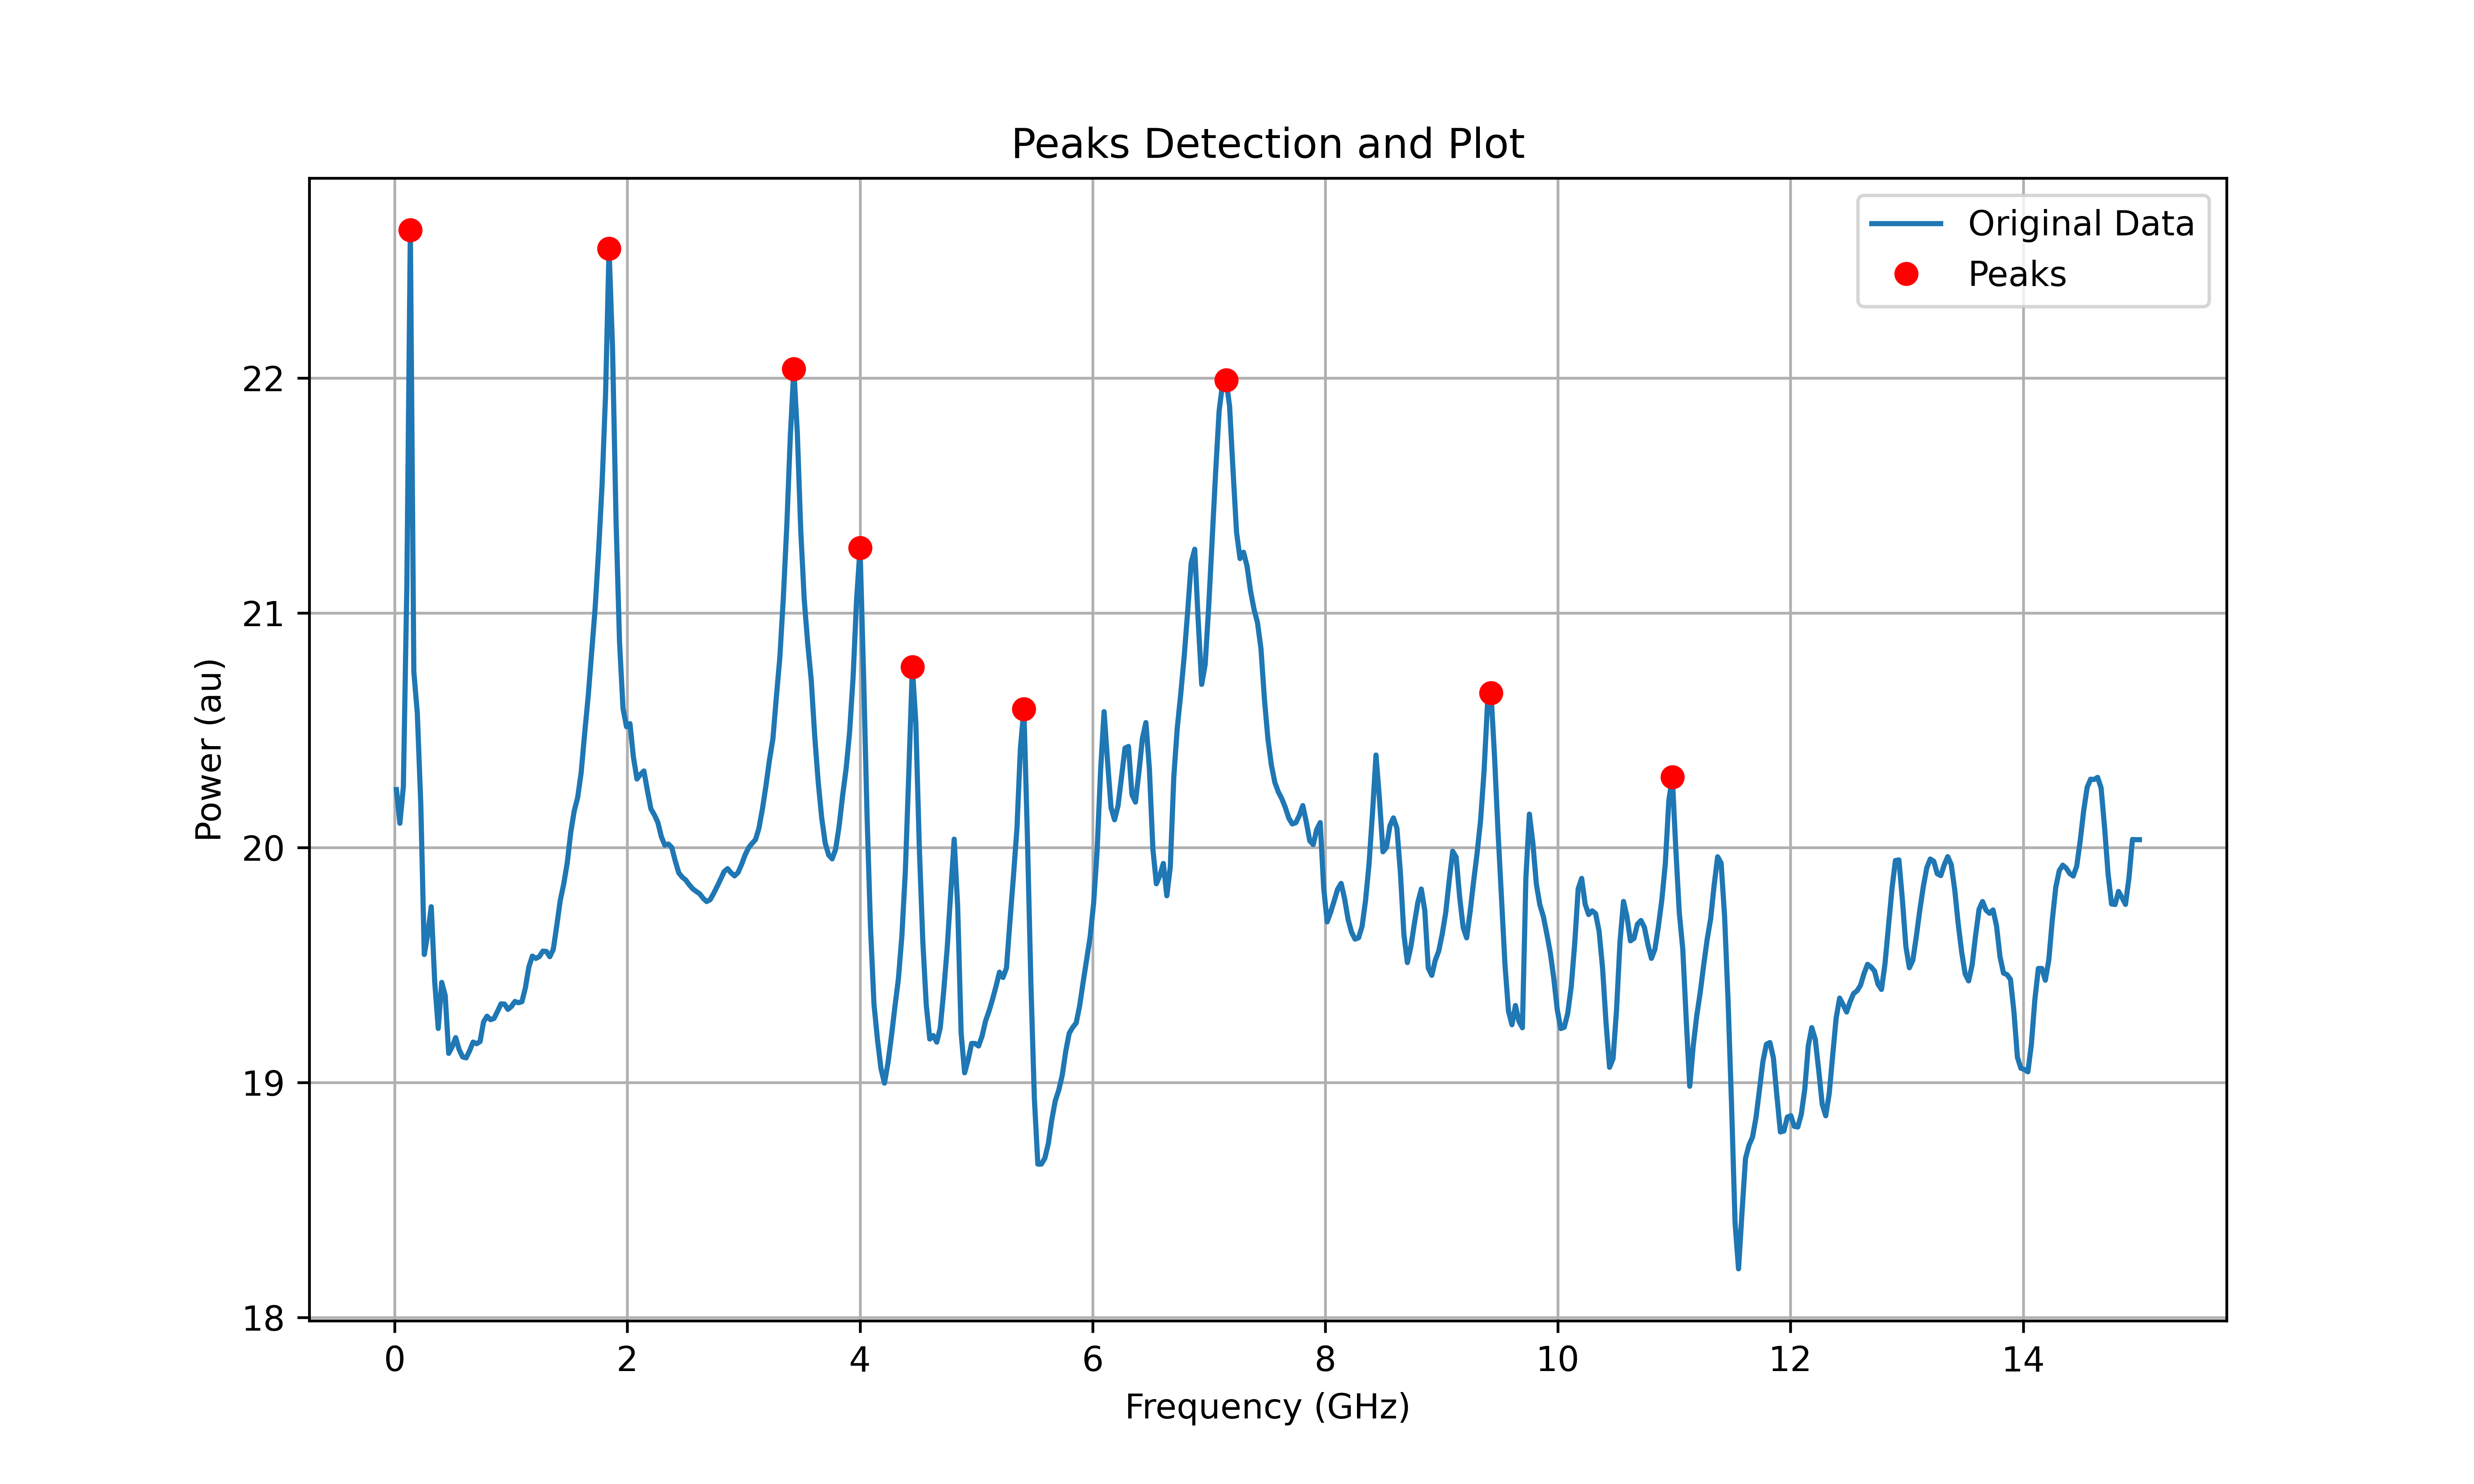 Peaks Detection and Plot
Original Data
Peaks
22
21
20
19
18
Power (au)
0 2 4 6 8 10 12 14
Frequency (GHz)